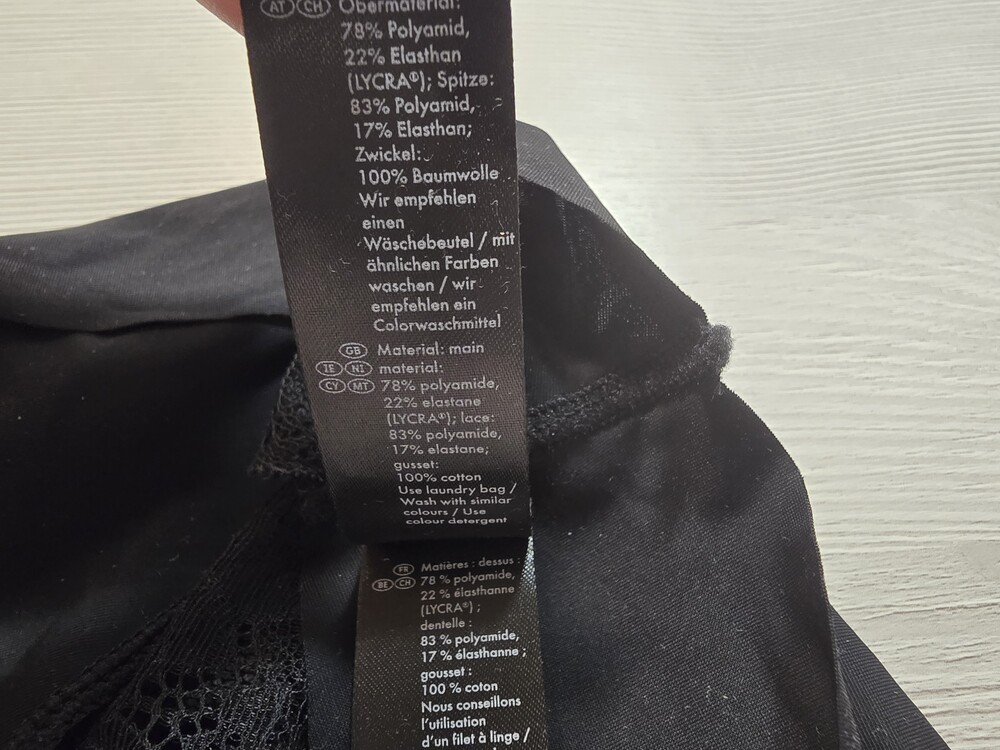 AT CH Obermaterial:
78% Polyamid,
22% Elasthan
(LYCRA®); Spitze:
83% Polyamid,
17% Elasthan;
Zwickel:
100% Baumwolle
Wir empfehlen
einen
Wäschebeutel / mit
ähnlichen Farben
waschen / wir
empfehlen ein
Colorwaschmittel
GB Material: main
IE NI material:
CY MT 78% polyamide,
22% elastane
(LYCRA®); lace:
83% polyamide,
17% elastane;
gusset:
100% cotton
Use laundry bag /
Wash with similar
colours / Use
colour detergent
FR Matières : dessus :
BE CH 78 % polyamide,
22 % élasthanne
(LYCRA®) ;
dentelle :
83 % polyamide,
17 % élasthanne ;
gousset :
100 % coton
Nous conseillons
l'utilisation
d'un filet à linge /